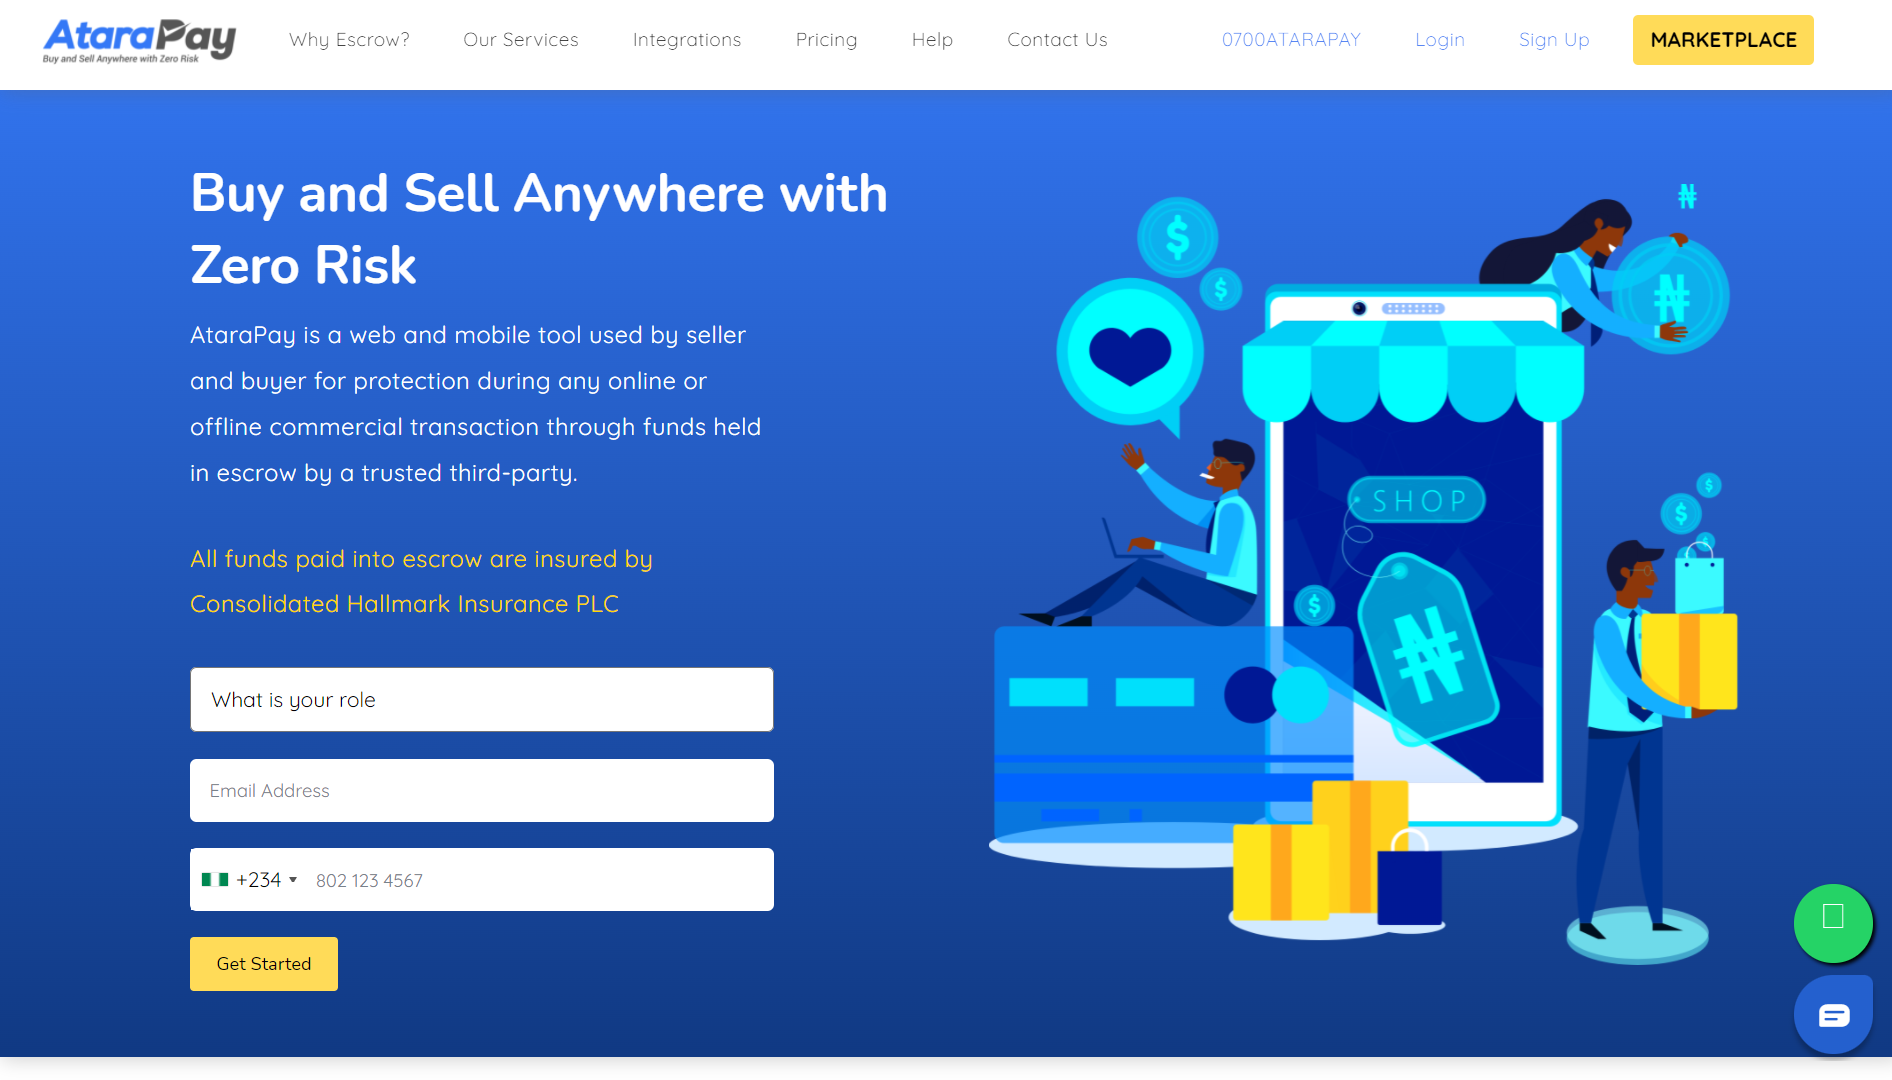 AtaraPay
Buy and Sell Anywhere with Zero Risk
Why Escrow?
Our Services
Integrations
Pricing
Help
Contact Us
0700ATARAPAY
Login
Sign Up
MARKETPLACE
Buy and Sell Anywhere with
Zero Risk
AtaraPay is a web and mobile tool used by seller
and buyer for protection during any online or
offline commercial transaction through funds held
in escrow by a trusted third-party.
All funds paid into escrow are insured by
Consolidated Hallmark Insurance PLC
What is your role
Email Address
+234
802 123 4567
Get Started
₦
$
$
₦
SHOP
$
$
$
₦